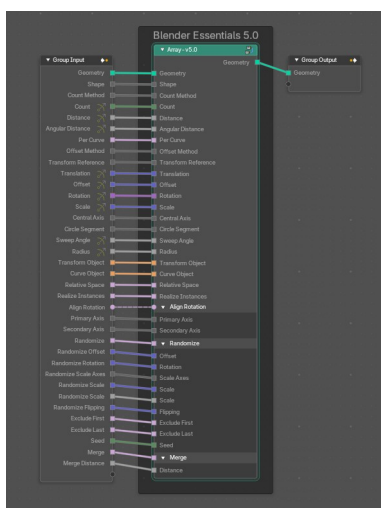 Blender Essentials 5.0
Group Input
Geometry
Shape
Count Method
Count
Distance
Angular Distance
Per Curve
Offset Method
Transform Reference
Translation
Offset
Rotation
Scale
Central Axis
Circle Segment
Sweep Angle
Radius
Transform Object
Curve Object
Relative Space
Realize Instances
Align Rotation
Primary Axis
Secondary Axis
Randomize
Randomize Offset
Randomize Rotation
Randomize Scale Axes
Randomize Scale
Randomize Scale
Randomize Flipping
Exclude First
Exclude Last
Seed
Merge
Merge Distance
Array - v5.0
Geometry
Geometry
Shape
Count Method
Count
Distance
Angular Distance
Per Curve
Offset Method
Transform Reference
Translation
Offset
Rotation
Scale
Central Axis
Circle Segment
Sweep Angle
Radius
Transform Object
Curve Object
Relative Space
Realize Instances
Align Rotation
Primary Axis
Secondary Axis
Randomize
Offset
Rotation
Scale Axes
Scale
Scale
Flipping
Exclude First
Exclude Last
Seed
Merge
Distance
Group Output
Geometry